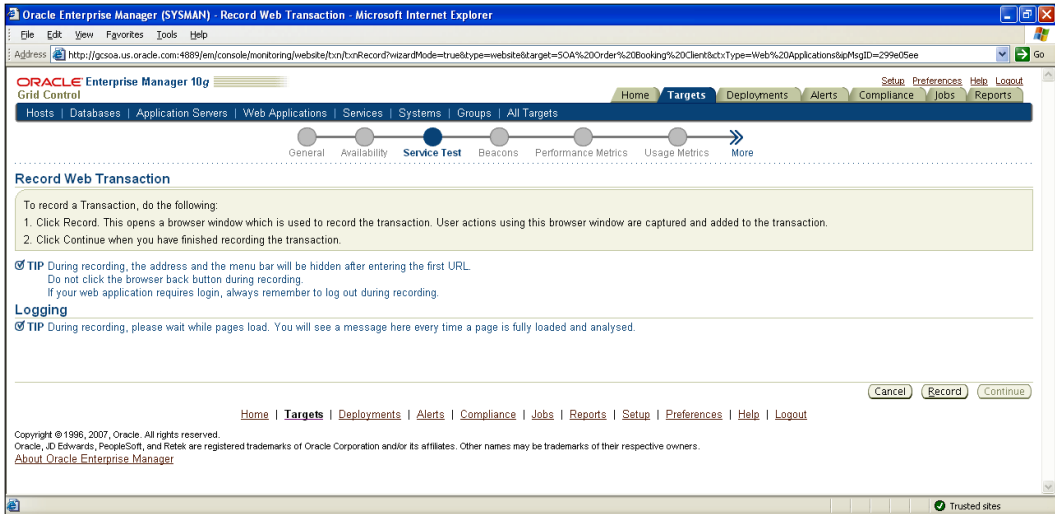 Oracle Enterprise Manager (SYSMAN) - Record Web Transaction - Microsoft Internet Explorer
File Edit View Favorites Tools Help
Address http://gcsoa.us.oracle.com:4889/em/console/monitoring/website/txn/txnRecord?wizardMode=true&type=website&target=SOA%20Order%20Booking%20Client&ctxType=Web%20Applications&ipMsgID=299e05ee Go
ORACLE Enterprise Manager 10g
Setup Preferences Help Logout
Grid Control
Home Targets Deployments Alerts Compliance Jobs Reports
Hosts | Databases | Application Servers | Web Applications | Services | Systems | Groups | All Targets
General Availability Service Test Beacons Performance Metrics Usage Metrics More
Record Web Transaction
To record a Transaction, do the following:
1. Click Record. This opens a browser window which is used to record the transaction. User actions using this browser window are captured and added to the transaction.
2. Click Continue when you have finished recording the transaction.
TIP During recording, the address and the menu bar will be hidden after entering the first URL.
Do not click the browser back button during recording.
If your web application requires login, always remember to log out during recording.
Logging
TIP During recording, please wait while pages load. You will see a message here every time a page is fully loaded and analysed.
Cancel Record Continue
Home | Targets | Deployments | Alerts | Compliance | Jobs | Reports | Setup | Preferences | Help | Logout
Copyright © 1996, 2007, Oracle. All rights reserved.
Oracle, JD Edwards, PeopleSoft, and Retek are registered trademarks of Oracle Corporation and/or its affiliates. Other names may be trademarks of their respective owners.
About Oracle Enterprise Manager
Trusted sites